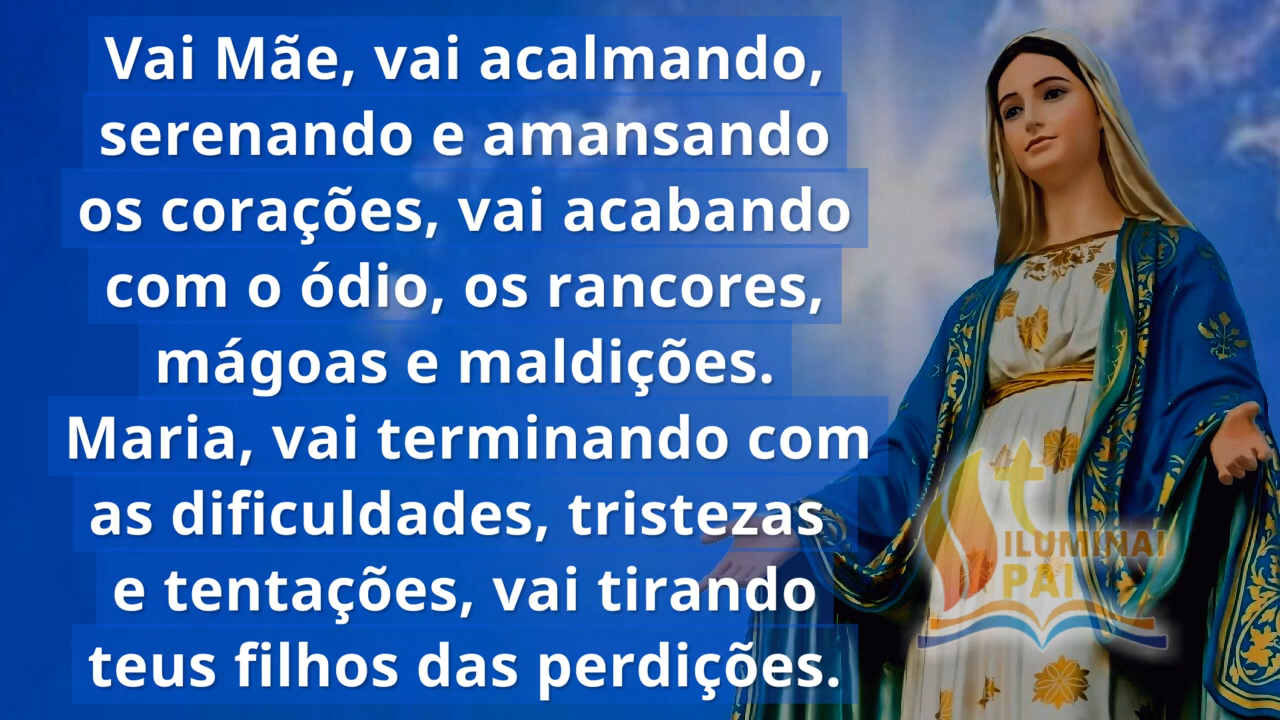 Vai Mãe, vai acalmando,
serenando e amansando
os corações, vai acabando
com o ódio, os rancores,
mágoas e maldições.
Maria, vai terminando com
as dificuldades, tristezas
e tentações, vai tirando
teus filhos das perdições.
ILUMINAI
PAI